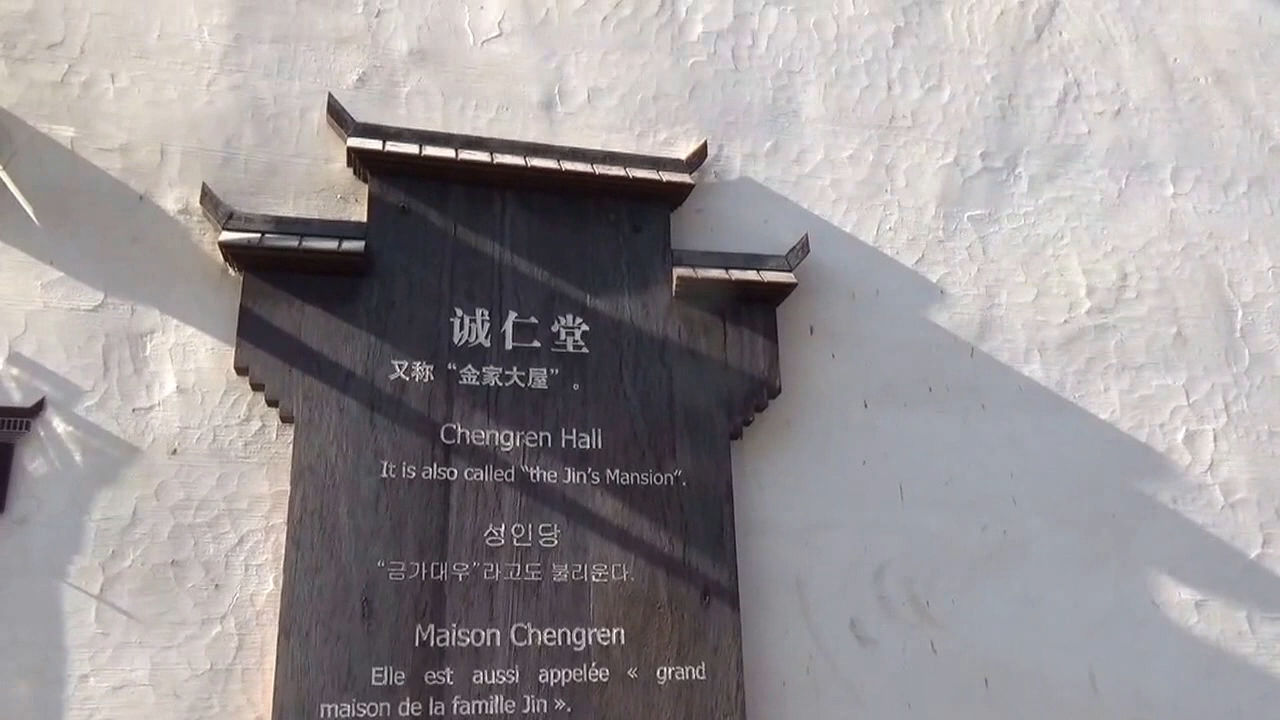 诚仁堂
又称“金家大屋”。
Chengren Hall
It is also called “the Jin's Mansion”.
성인당
“금가대우”라고도 불리운다.
Maison Chengren
Elle est aussi appelée « grand
maison de la famille Jin ».